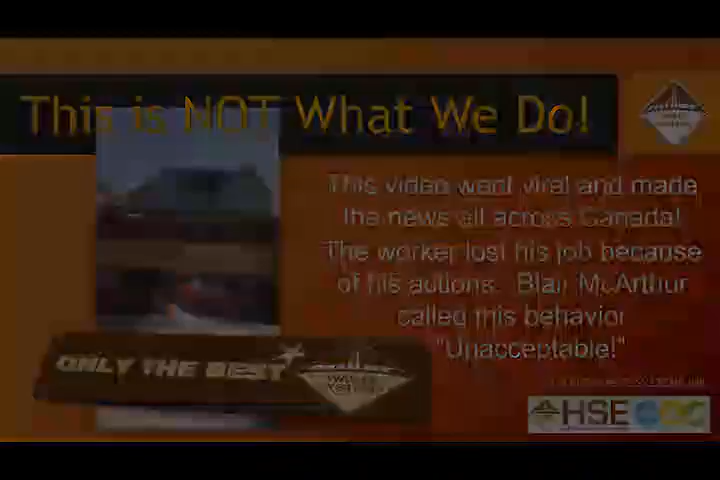 This is NOT What We Do!
This video went viral and made
the news all across Canada!
The worker lost his job because
of his actions. Blair McArthur
called this behavior
"Unacceptable!"
ONLY THE BEST
HSE